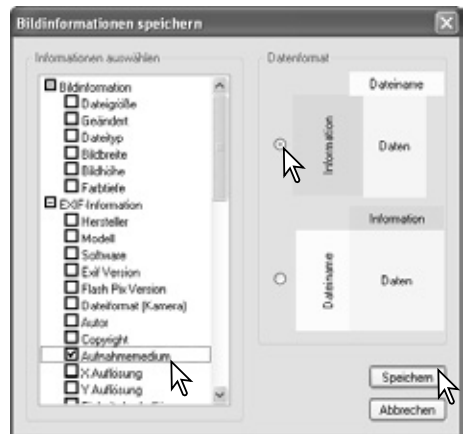 Bildinformationen speichern
Informationen auswählen
Bildinformation
Dateigröße
Geändert
Dateityp
Bildbreite
Bildhöhe
Farbtiefe
EXIF-Information
Hersteller
Modell
Software
Exif Version
Flash Pix Version
Dateiformat (Kamera)
Autor
Copyright
Aufnahmemedium
X Auflösung
Y Auflösung
Datenformat
Dateiname
Information
Daten
Information
Dateiname
Daten
Speichern
Abbrechen